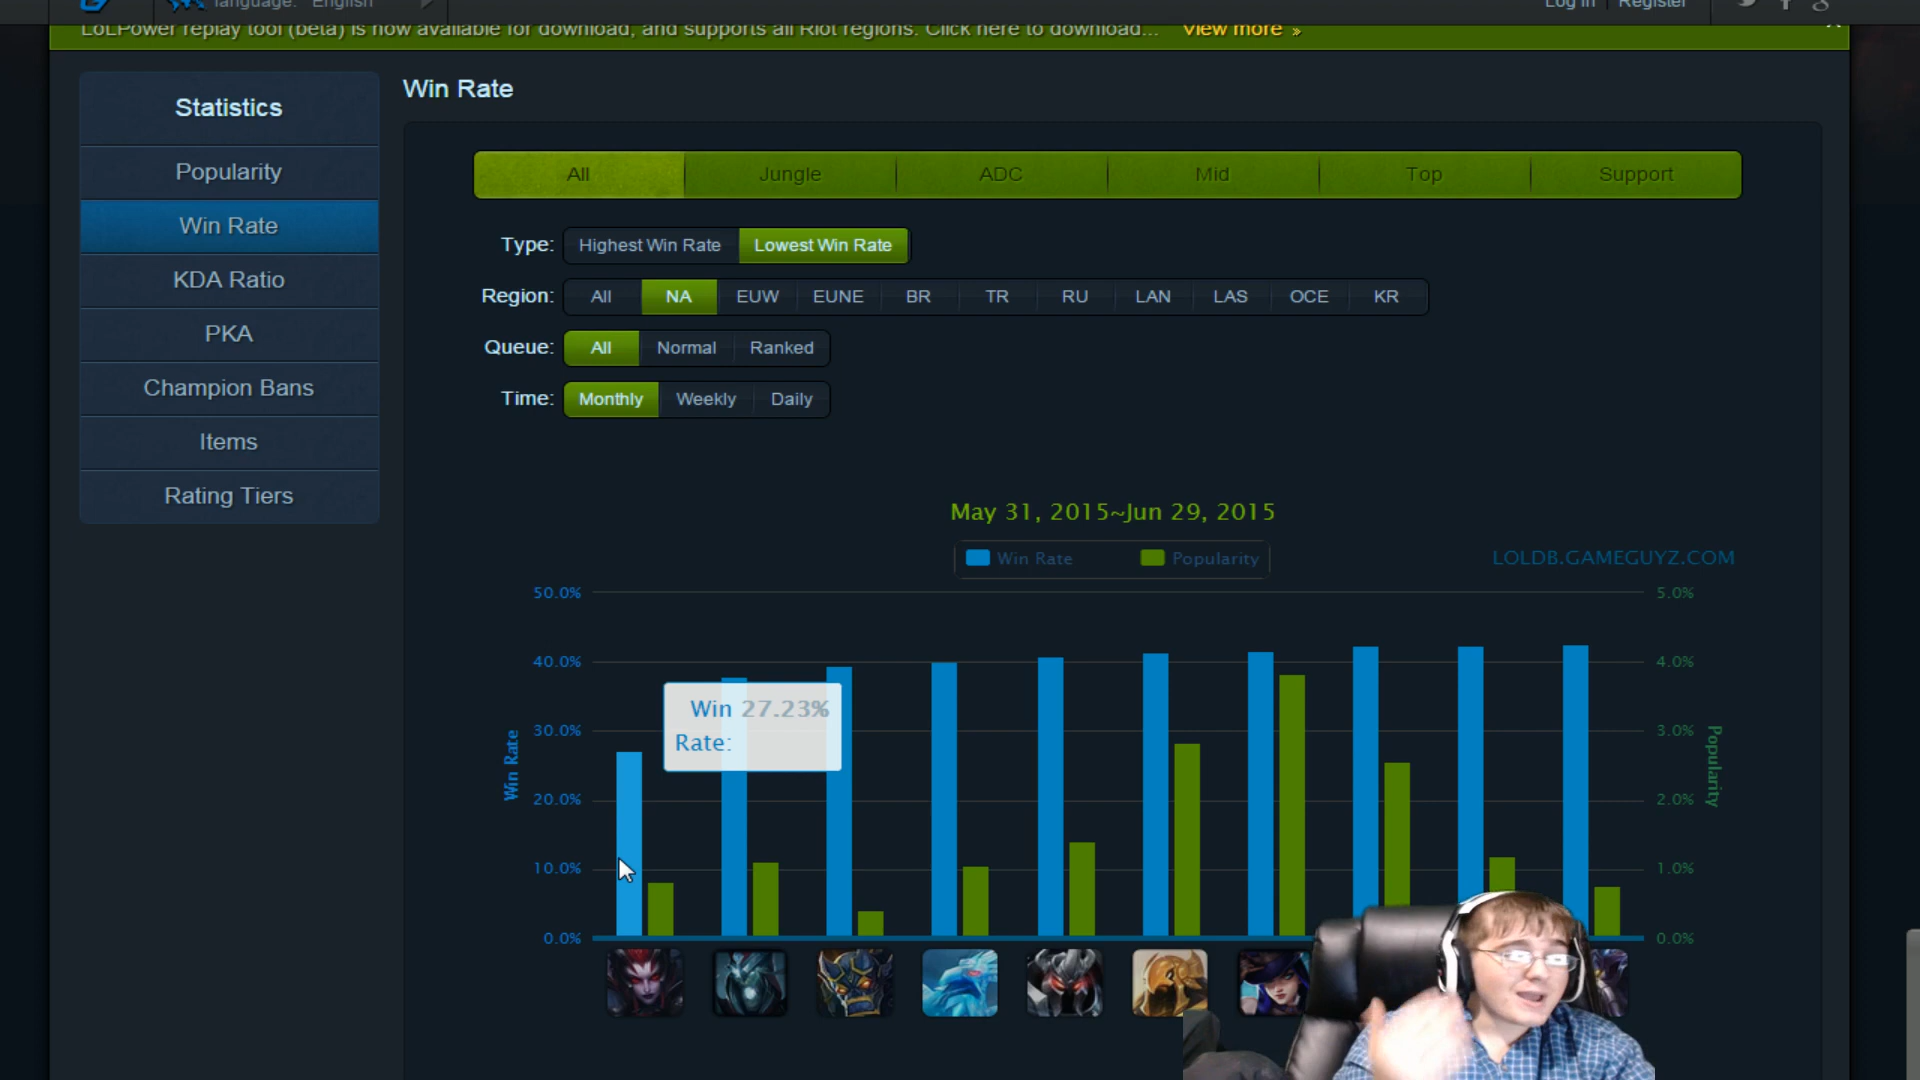 language: English
Log in Register
LoLPower replay tool (beta) is now available for download, and supports all Riot regions. Click here to download... View more »
Statistics
Popularity
Win Rate
KDA Ratio
PKA
Champion Bans
Items
Rating Tiers
Win Rate
All Jungle ADC Mid Top Support
Type: Highest Win Rate Lowest Win Rate
Region: All NA EUW EUNE BR TR RU LAN LAS OCE KR
Queue: All Normal Ranked
Time: Monthly Weekly Daily
May 31, 2015~Jun 29, 2015
Win Rate Popularity
LOLDB.GAMEGUYZ.COM
50.0% 5.0%
40.0% 4.0%
30.0% 3.0%
20.0% 2.0%
10.0% 1.0%
0.0% 0.0%
Win Rate
Popularity
Win 27.23%
Rate: